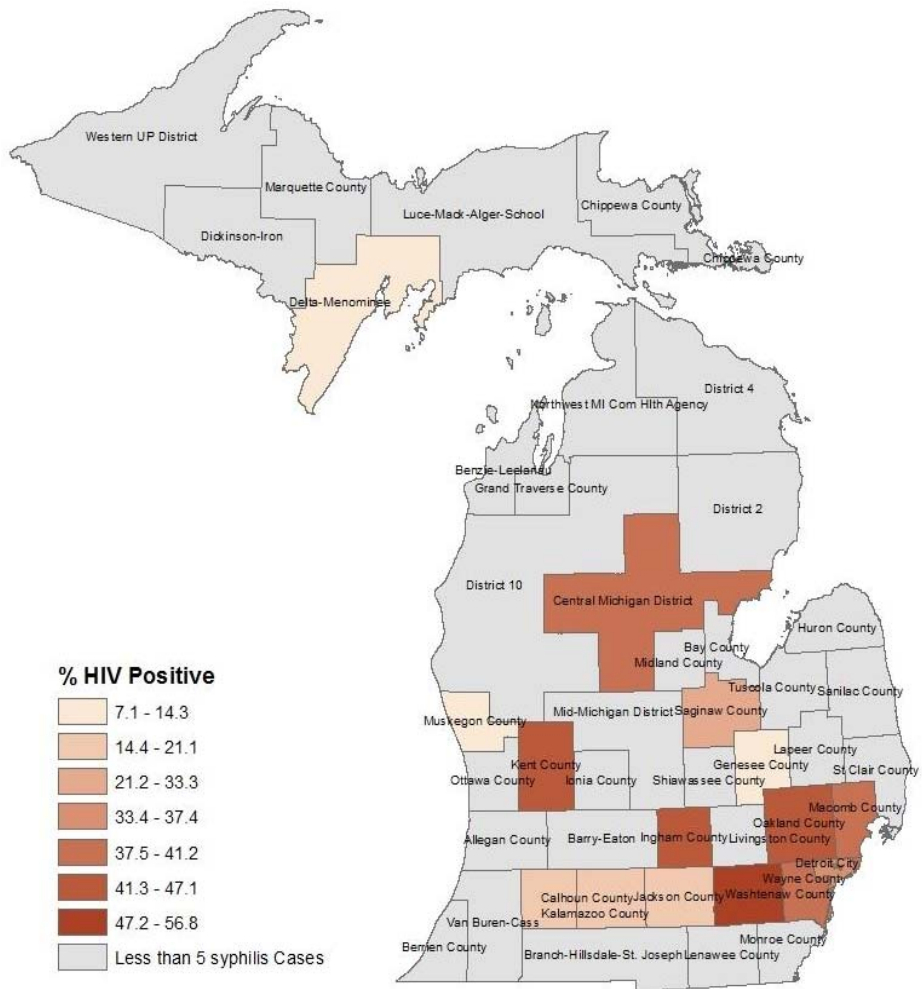 Western UP District
Marquette County
Luce-Mack-Alger-School
Chippewa County
Dickinson-Iron
Chippewa County
Delta-Menominee
District 4
Northwest MI Com Hlth Agency
Benzie-Leelanau
Grand Traverse County
District 2
District 10
Central Michigan District
Huron County
Bay County
Midland County
Tuscola County
Sanilac County
Mid-Michigan District
Saginaw County
Muskegon County
Lapeer County
Genesee County
St Clair County
Kent County
Ottawa County
Ionia County
Shiawassee County
Macomb County
Oakland County
Allegan County
Barry-Eaton
Ingham County
Livingston County
Detroit City
Wayne County
Calhoun County
Jackson County
Washtenaw County
Kalamazoo County
Van Buren-Cass
Monroe County
Berrien County
Branch-Hillsdale-St. Joseph
Lenawee County
% HIV Positive
7.1 - 14.3
14.4 - 21.1
21.2 - 33.3
33.4 - 37.4
37.5 - 41.2
41.3 - 47.1
47.2 - 56.8
Less than 5 syphilis Cases